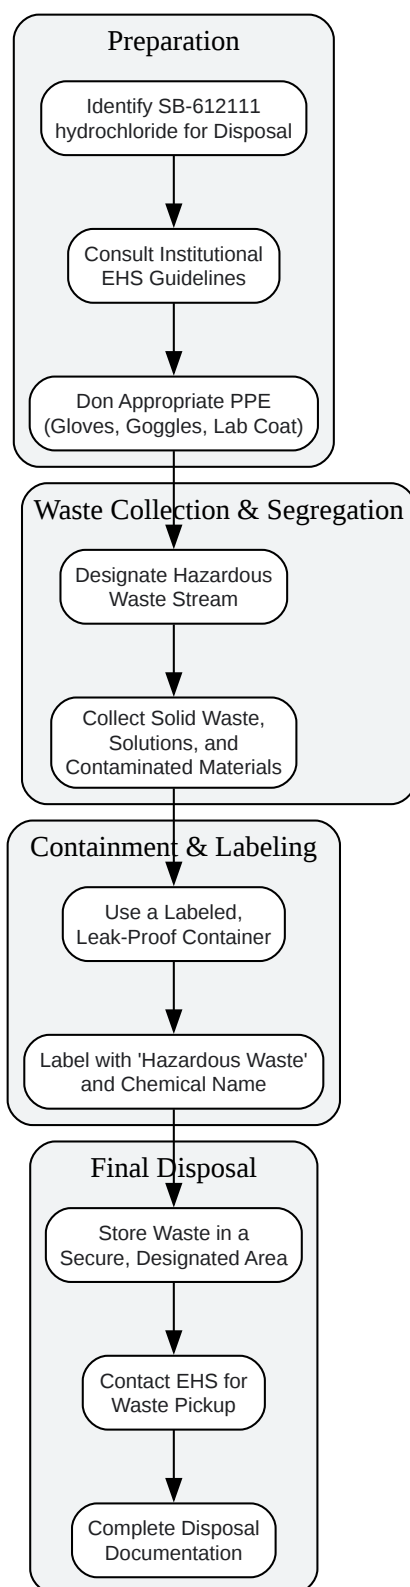 Preparation
Identify SB-612111
hydrochloride for Disposal
Consult Institutional
EHS Guidelines
Don Appropriate PPE
(Gloves, Goggles, Lab Coat)
Waste Collection & Segregation
Designate Hazardous
Waste Stream
Collect Solid Waste,
Solutions, and
Contaminated Materials
Containment & Labeling
Use a Labeled,
Leak-Proof Container
Label with 'Hazardous Waste'
and Chemical Name
Final Disposal
Store Waste in a
Secure, Designated Area
Contact EHS for
Waste Pickup
Complete Disposal
Documentation